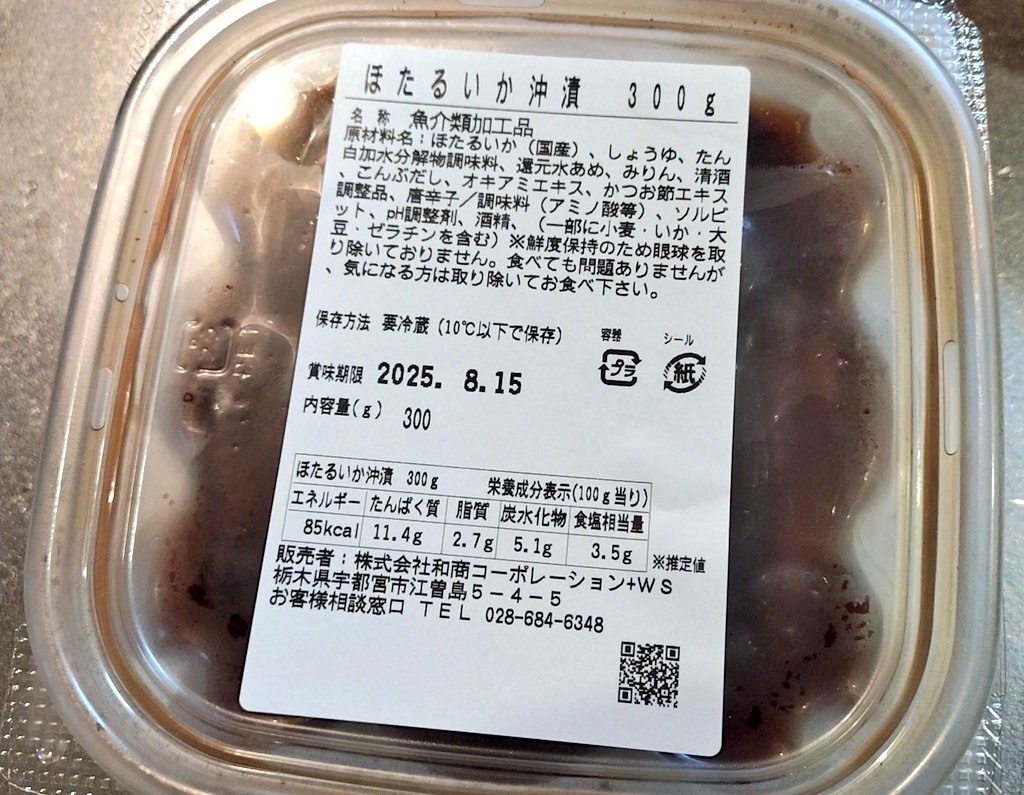 ほたるいか沖漬　300g
名 称　魚介類加工品
原材料名：ほたるいか（国産）、しょうゆ、たん
白加水分解物調味料、還元水あめ、みりん、清酒
、こんぶだし、オキアミエキス、かつお節エキス
調整品、唐辛子／調味料（アミノ酸等）、ソルビ
ット、pH調整剤、酒精、（一部に小麦・いか・大
豆・ゼラチンを含む）※鮮度保持のため眼球を取
り除いておりません。食べても問題ありませんが
、気になる方は取り除いてお食べ下さい。
保存方法 要冷蔵（10℃以下で保存）
容器 シール
プラ 紙
賞味期限 2025. 8.15
内容量(g) 300
ほたるいか沖漬 300g 栄養成分表示(100g当り)
エネルギー たんぱく質 脂質 炭水化物 食塩相当量
85kcal 11.4g 2.7g 5.1g 3.5g ※推定値
販売者：株式会社和商コーポレーション+WS
栃木県宇都宮市江曽島5－4－5
お客様相談窓口 TEL 028-684-6348